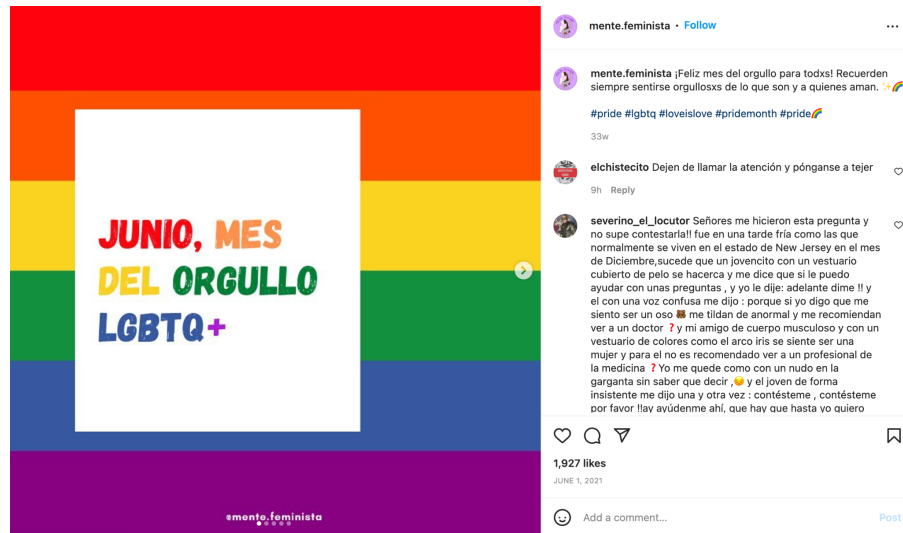 JUNIO, MES
DEL ORGULLO
LGBTQ+
@mente.feminista
mente.feminista • Follow
mente.feminista ¡Feliz mes del orgullo para todxs! Recuerden
siempre sentirse orgullosxs de lo que son y a quienes aman. ✨🌈
#pride #lgbtq #loveislove #pridemonth #pride🌈
33w
elchistecito Dejen de llamar la atención y pónganse a tejer
9h Reply
severino_el_locutor Señores me hicieron esta pregunta y
no supe contestarla!! fue en una tarde fría como las que
normalmente se viven en el estado de New Jersey en el mes
de Diciembre,sucede que un jovencito con un vestuario
cubierto de pelo se hacerca y me dice que si le puedo
ayudar con unas preguntas , y yo le dije: adelante dime !! y
el con una voz confusa me dijo : porque si yo digo que me
siento ser un oso 🐻 me tildan de anormal y me recomiendan
ver a un doctor ❓y mi amigo de cuerpo musculoso y con un
vestuario de colores como el arco iris se siente ser una
mujer y para el no es recomendado ver a un profesional de
la medicina ❓Yo me quede como con un nudo en la
garganta sin saber que decir ,😔 y el joven de forma
insistente me dijo una y otra vez : contésteme , contésteme
por favor !!ay ayúdenme ahí, que hay que hasta yo quiero
1,927 likes
JUNE 1, 2021
Add a comment...
Post